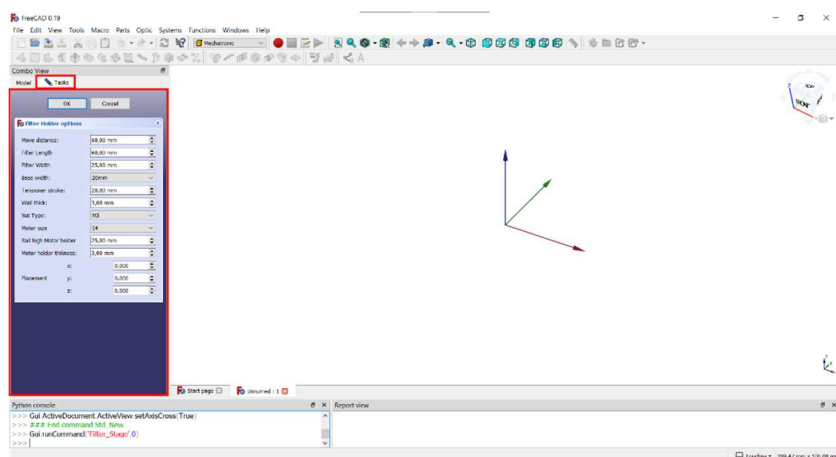 FreeCAD 0.19
File Edit View Tools Macro Parts Optic Systems Functions Windows Help
Mechatronic
Combo View
Model Tasks
OK Cancel
Filter Holder options
Move distance: 60,00 mm
Filter Length 60,00 mm
Filter Width 25,00 mm
Base width: 20mm
Tensioner stroke: 20,00 mm
Wall thick: 3,00 mm
Nut Type: M3
Motor size 14
Rail high Motor holder 25,00 mm
Motor holder thikness: 3,00 mm
x: 0,000
Placement y: 0,000
z: 0,000
Start page Unnamed : 1
Python console
Report view
>>> Gui.ActiveDocument.ActiveView.setAxisCross(True)
>>> ### End command Std_New
>>> Gui.runCommand('Filter_Stage',0)
>>>